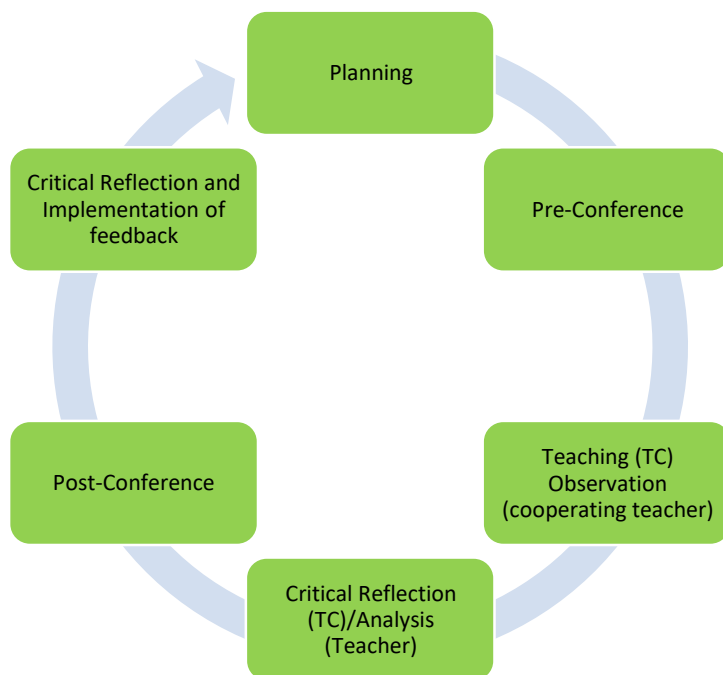 Planning
Pre-Conference
Teaching (TC)
Observation
(cooperating teacher)
Critical Reflection
(TC)/Analysis
(Teacher)
Post-Conference
Critical Reflection and
Implementation of
feedback